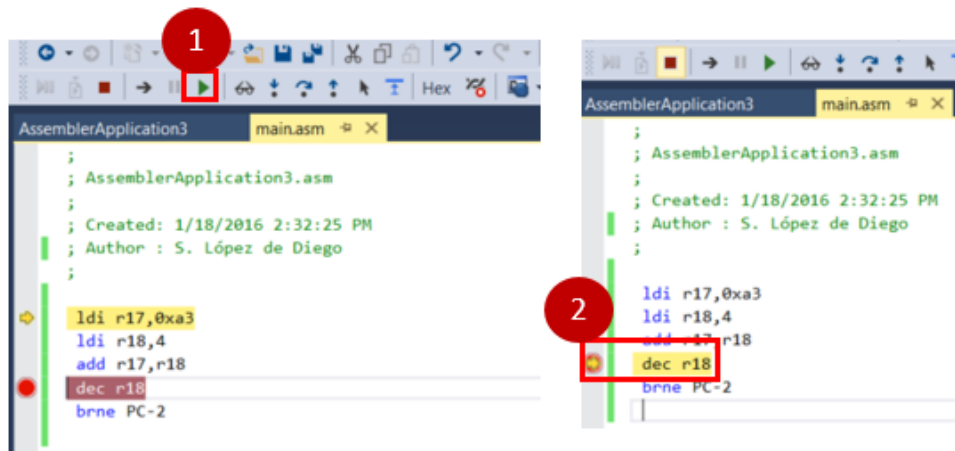 1
Hex
AssemblerApplication3 main.asm
;
; AssemblerApplication3.asm
;
; Created: 1/18/2016 2:32:25 PM
; Author : S. López de Diego
;
ldi r17,0xa3
ldi r18,4
add r17,r18
dec r18
brne PC-2
AssemblerApplication3 main.asm
;
; AssemblerApplication3.asm
;
; Created: 1/18/2016 2:32:25 PM
; Author : S. López de Diego
;
2
ldi r17,0xa3
ldi r18,4
add r17,r18
dec r18
brne PC-2